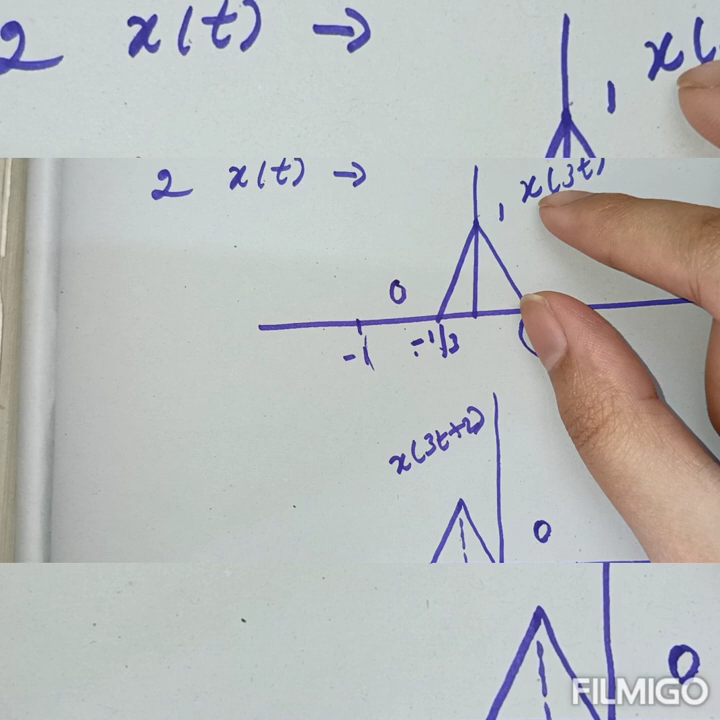 2 x(t) → x(
1
2 x(t) → x(3t)
1
0
-1 -1/3
x(3t+2)
0
0
FILMIGO